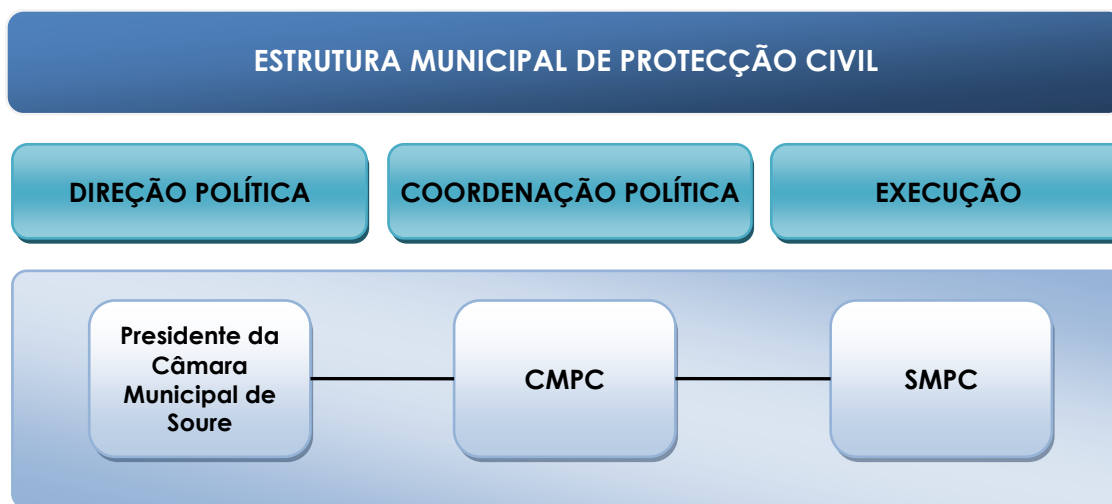 ESTRUTURA MUNICIPAL DE PROTECÇÃO CIVIL
DIREÇÃO POLÍTICA
COORDENAÇÃO POLÍTICA
EXECUÇÃO
Presidente da
Câmara
Municipal de
Soure
CMPC
SMPC